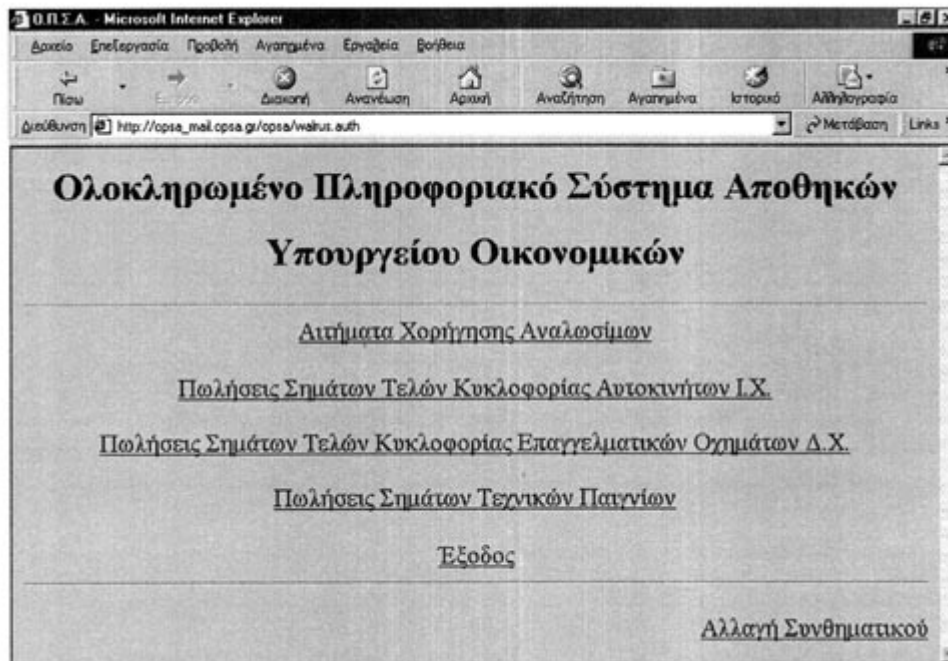 Ο.Π.Σ.Α. - Microsoft Internet Explorer
Αρχείο Επεξεργασία Προβολή Αγαπημένα Εργαλεία Βοήθεια
Πίσω Διακοπή Ανανέωση Αρχική Αναζήτηση Αγαπημένα Ιστορικό Αλληλογραφία
Διεύθυνση http://opsa_mail.opsa.gr/opsa/walrus.auth Μετάβαση Links
Ολοκληρωμένο Πληροφοριακό Σύστημα Αποθηκών
Υπουργείου Οικονομικών
Αιτήματα Χορήγησης Αναλωσίμων
Πωλήσεις Σημάτων Τελών Κυκλοφορίας Αυτοκινήτων Ι.Χ.
Πωλήσεις Σημάτων Τελών Κυκλοφορίας Επαγγελματικών Οχημάτων Δ.Χ.
Πωλήσεις Σημάτων Τεχνικών Παιγνίων
Έξοδος
Αλλαγή Συνθηματικού